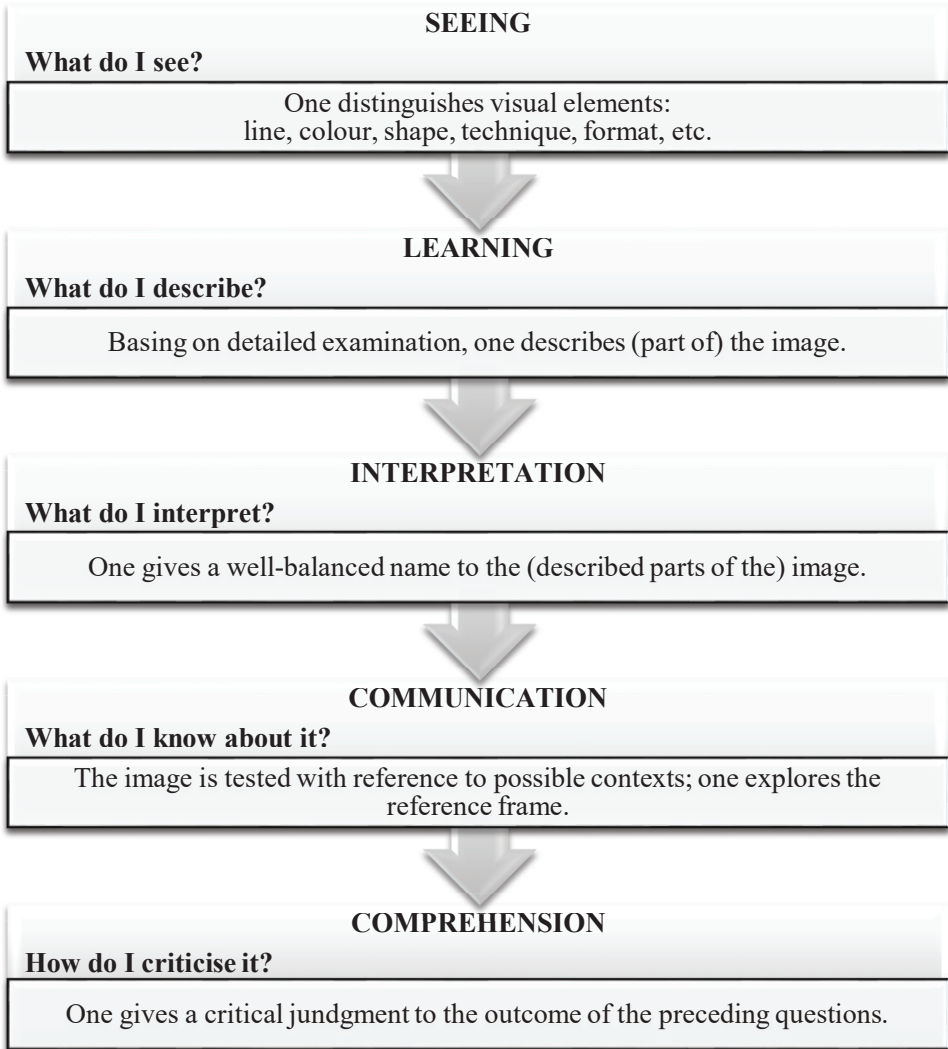 SEEING
What do I see?
One distinguishes visual elements:
line, colour, shape, technique, format, etc.
LEARNING
What do I describe?
Basing on detailed examination, one describes (part of) the image.
INTERPRETATION
What do I interpret?
One gives a well-balanced name to the (described parts of the) image.
COMMUNICATION
What do I know about it?
The image is tested with reference to possible contexts; one explores the
reference frame.
COMPREHENSION
How do I criticise it?
One gives a critical jundgment to the outcome of the preceding questions.